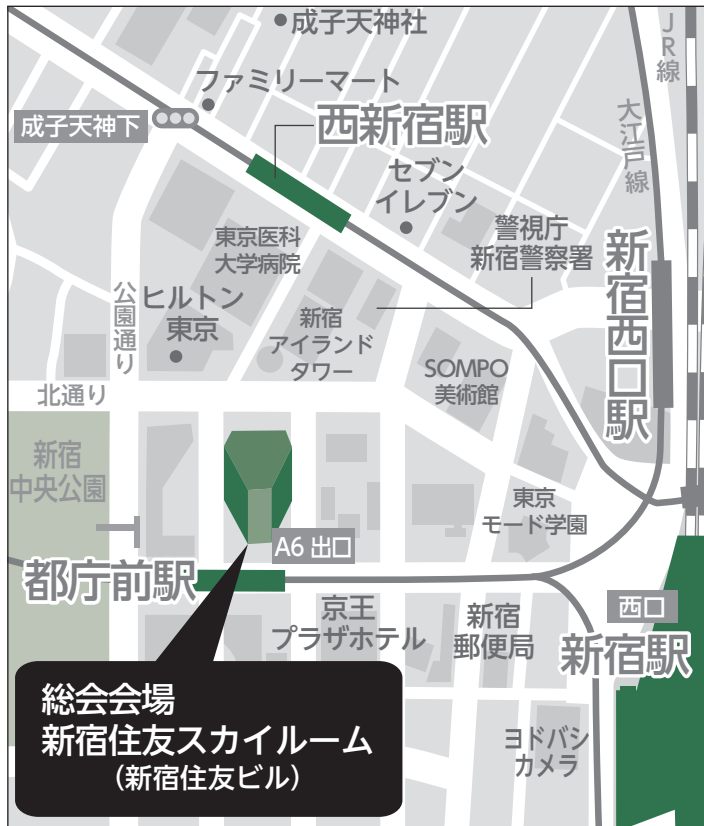 成子天神社
ファミリーマート
成子天神下
西新宿駅
セブン
イレブン
JR線
大江戸線
東京医科
大学病院
警視庁
新宿警察署
新宿西口駅
公園通り
ヒルトン
東京
新宿
アイランド
タワー
SOMPO
美術館
北通り
新宿
中央公園
東京
モード学園
A6 出口
都庁前駅
京王
プラザホテル
新宿
郵便局
西口
新宿駅
総会会場
新宿住友スカイルーム
(新宿住友ビル)
ヨドバシ
カメラ